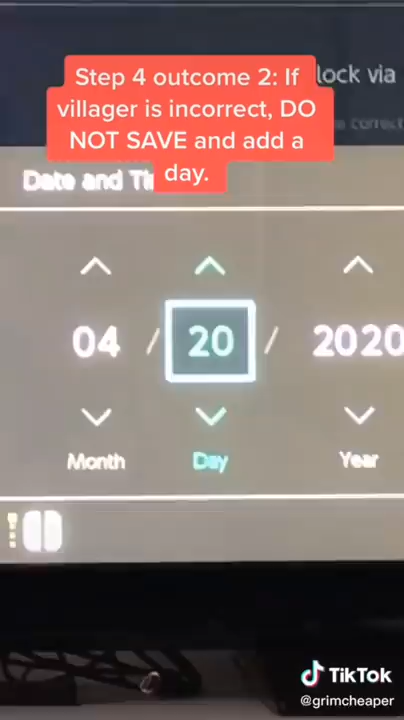 Step 4 outcome 2: If
villager is incorrect, DO
NOT SAVE and add a
day.
lock via
correct
Date and Ti
04 / 20 / 2020
Month Day Year
TikTok
@grimcheaper